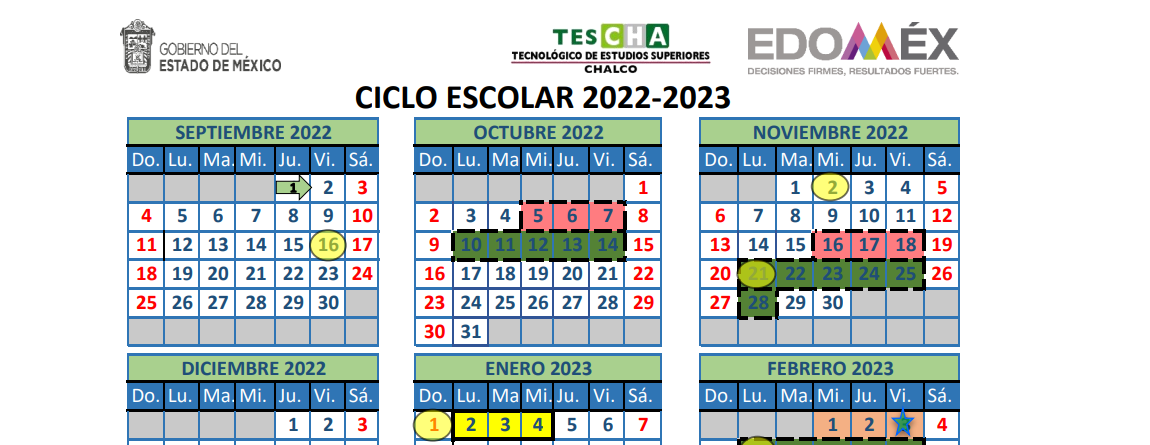 GOBIERNO DEL
ESTADO DE MÉXICO
TESCHA
TECNOLÓGICO DE ESTUDIOS SUPERIORES
CHALCO
EDOMÉX
DECISIONES FIRMES, RESULTADOS FUERTES.
CICLO ESCOLAR 2022-2023
SEPTIEMBRE 2022
Do. Lu. Ma. Mi. Ju. Vi. Sá.
1 2 3
4 5 6 7 8 9 10
11 12 13 14 15 16 17
18 19 20 21 22 23 24
25 26 27 28 29 30
OCTUBRE 2022
Do. Lu. Ma Mi. Ju. Vi. Sá.
1
2 3 4 5 6 7 8
9 10 11 12 13 14 15
16 17 18 19 20 21 22
23 24 25 26 27 28 29
30 31
NOVIEMBRE 2022
Do. Lu. Ma. Mi. Ju. Vi. Sá.
1 2 3 4 5
6 7 8 9 10 11 12
13 14 15 16 17 18 19
20 21 22 23 24 25 26
27 28 29 30
DICIEMBRE 2022
Do. Lu. Ma. Mi. Ju. Vi. Sá.
1 2 3
ENERO 2023
Do. Lu. Ma Mi. Ju. Vi. Sá.
1 2 3 4 5 6 7
FEBRERO 2023
Do. Lu. Ma. Mi. Ju. Vi. Sá.
1 2 3 4